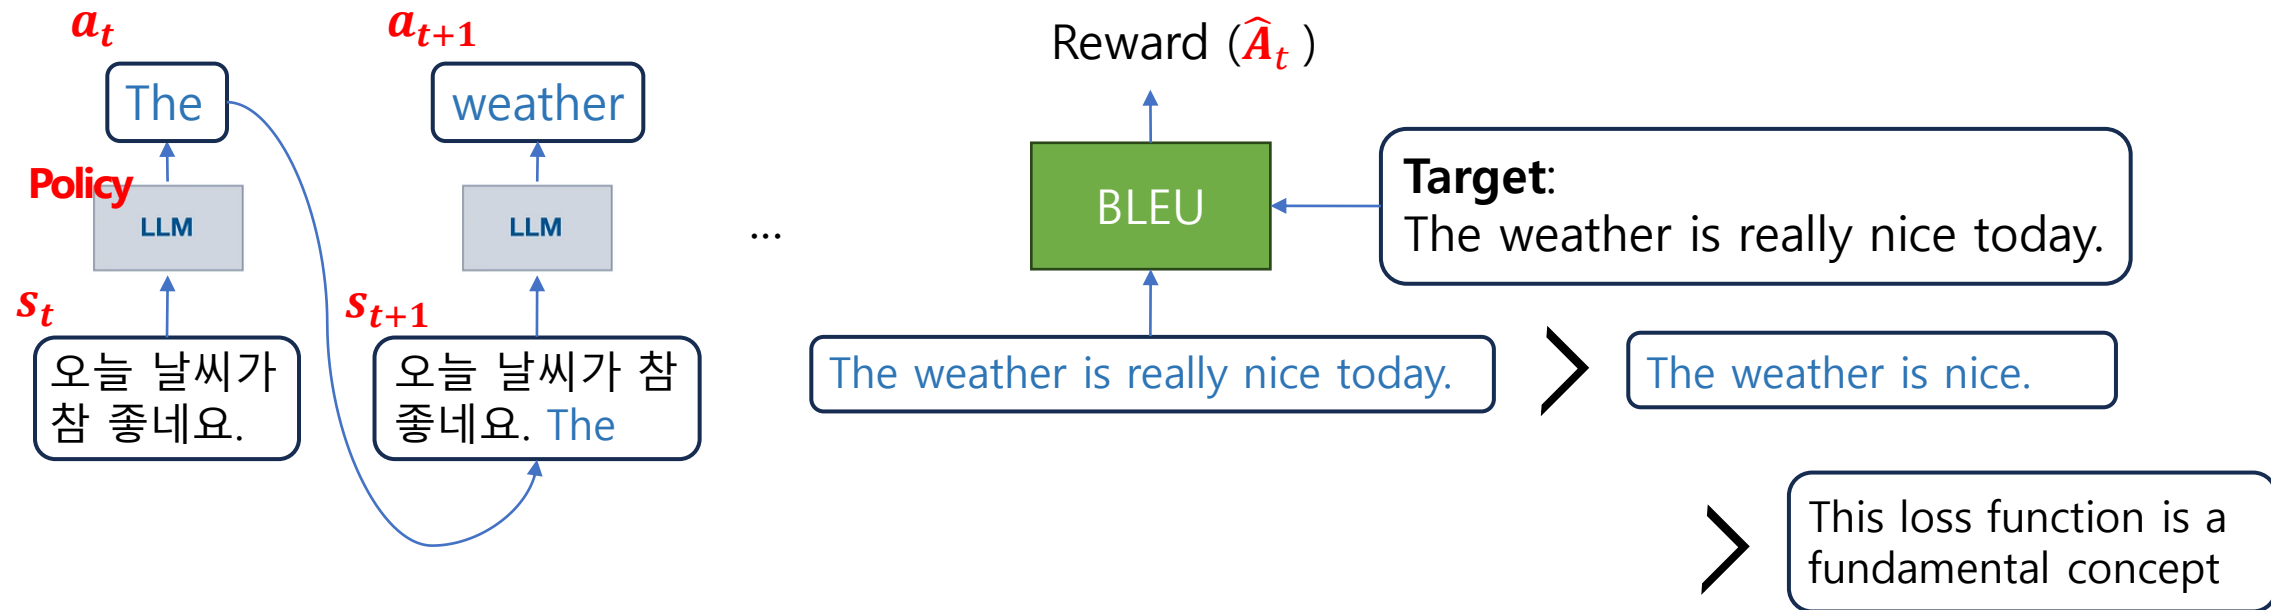 a_t
a_{t+1}
Reward (Â_t )
The
weather
Policy
LLM
LLM
...
BLEU
Target:
The weather is really nice today.
s_t
s_{t+1}
오늘 날씨가
참 좋네요.
오늘 날씨가 참
좋네요. The
The weather is really nice today.
>
The weather is nice.
>
This loss function is a
fundamental concept